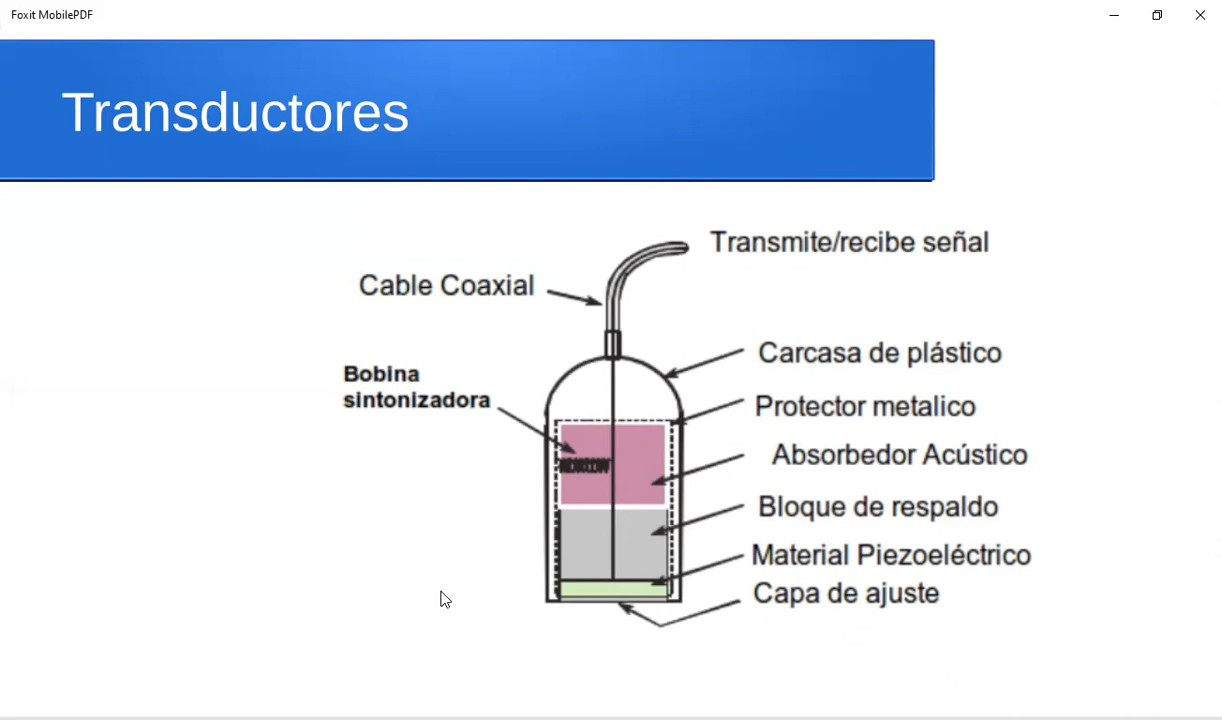 Foxit MobilePDF
Transductores
Transmite/recibe señal
Cable Coaxial
Carcasa de plástico
Bobina
sintonizadora
Protector metalico
Absorbedor Acústico
Bloque de respaldo
Material Piezoeléctrico
Capa de ajuste